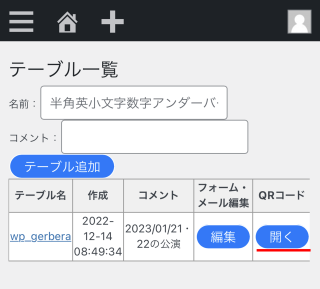 テーブル一覧
名前：半角英小文字数字アンダーバ
コメント：
テーブル追加
テーブル名 作成 コメント フォーム・メール編集 QRコード
wp_gerbera 2022-12-14 08:49:34 2023/01/21・22の公演 編集 開く